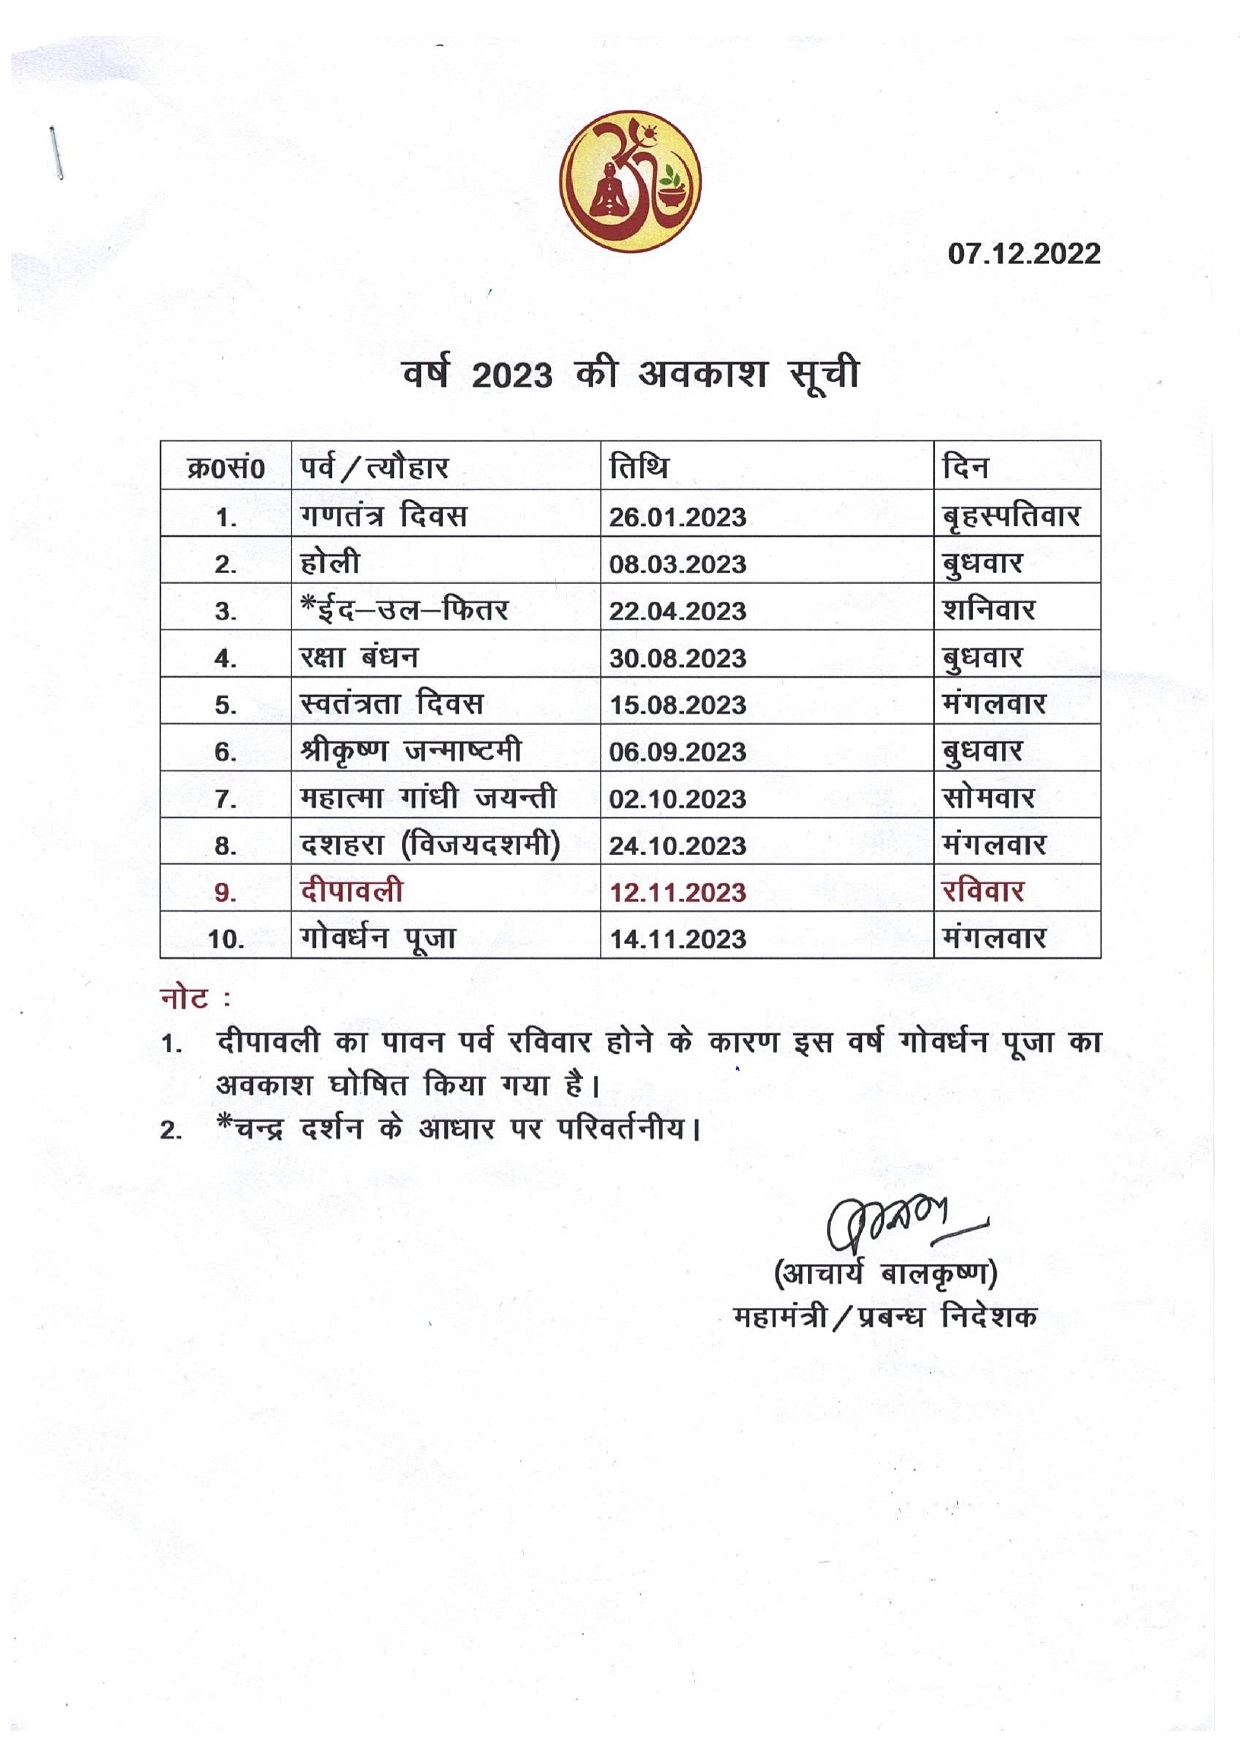 07.12.2022
वर्ष 2023 की अवकाश सूची
क्र0सं0 पर्व/त्यौहार तिथि दिन
1. गणतंत्र दिवस 26.01.2023 बृहस्पतिवार
2. होली 08.03.2023 बुधवार
3. *ईद–उल–फितर 22.04.2023 शनिवार
4. रक्षा बंधन 30.08.2023 बुधवार
5. स्वतंत्रता दिवस 15.08.2023 मंगलवार
6. श्रीकृष्ण जन्माष्टमी 06.09.2023 बुधवार
7. महात्मा गांधी जयन्ती 02.10.2023 सोमवार
8. दशहरा (विजयदशमी) 24.10.2023 मंगलवार
9. दीपावली 12.11.2023 रविवार
10. गोवर्धन पूजा 14.11.2023 मंगलवार
नोट :
1. दीपावली का पावन पर्व रविवार होने के कारण इस वर्ष गोवर्धन पूजा का
अवकाश घोषित किया गया है।
2. *चन्द्र दर्शन के आधार पर परिवर्तनीय।
(आचार्य बालकृष्ण)
महामंत्री/प्रबन्ध निदेशक